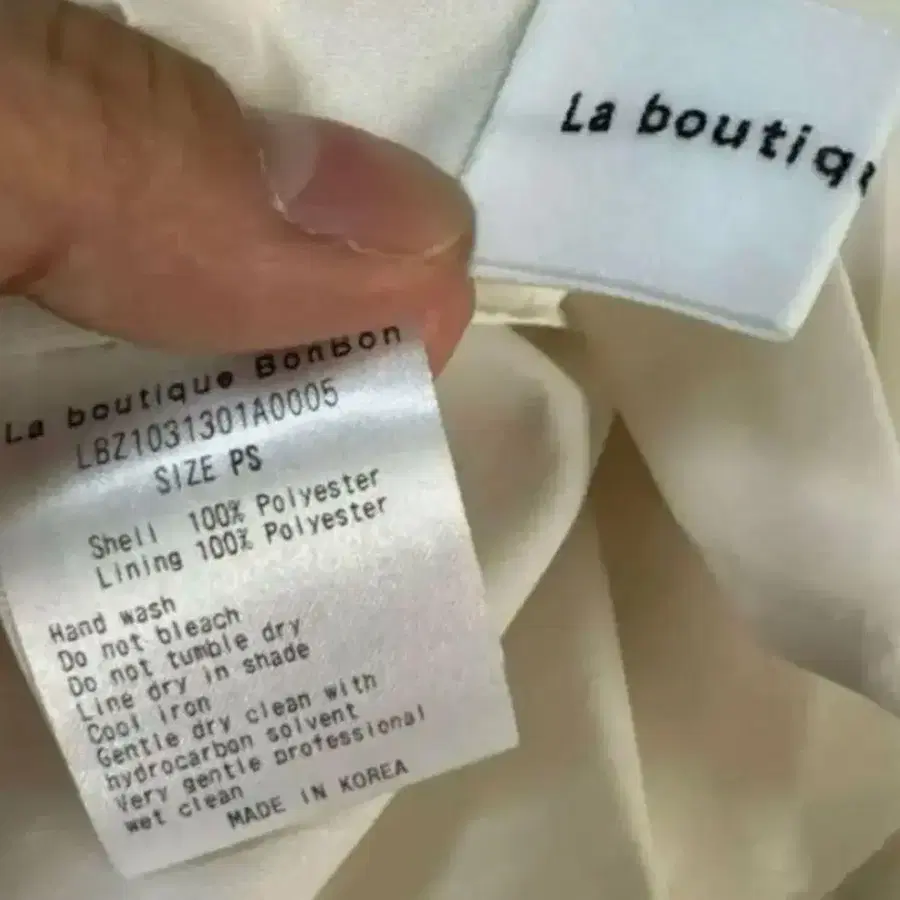 La boutiq
La boutique BonBon
LBZ1031301A0005
SIZE PS
Shell 100% Polyester
Lining 100% Polyester
Hand wash
Do not bleach
Do not tumble dry
Line dry in shade
Cool iron
Gentle dry clean with
hydrocarbon solvent
Very gentle professional
wet clean
MADE IN KOREA